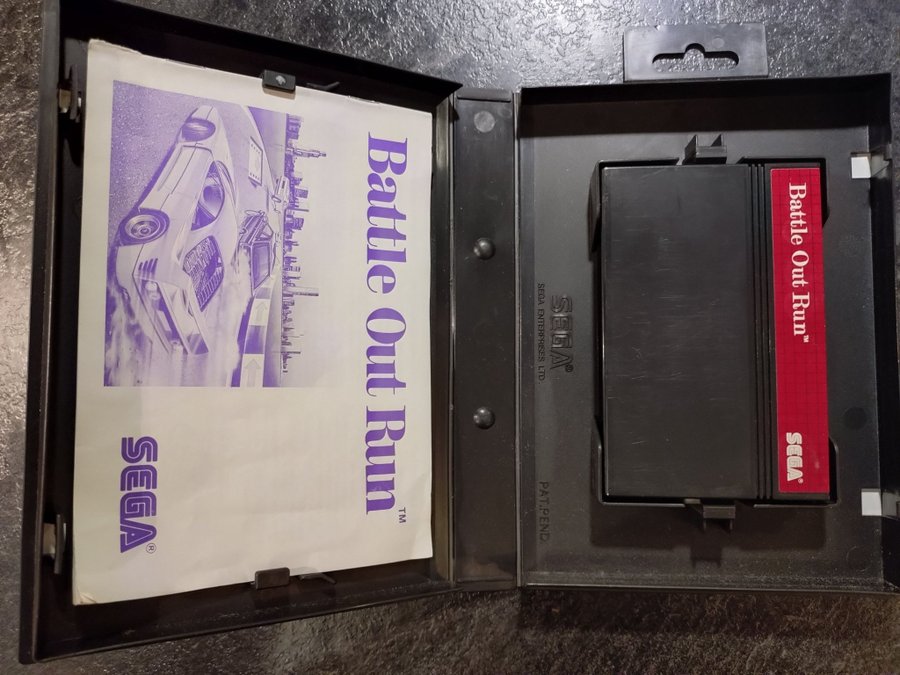 Battle Out Run™
SEGA®
SEGA®
SEGA ENTERPRISES, LTD.
PAT.PEND.
Battle Out Run™
SEGA®